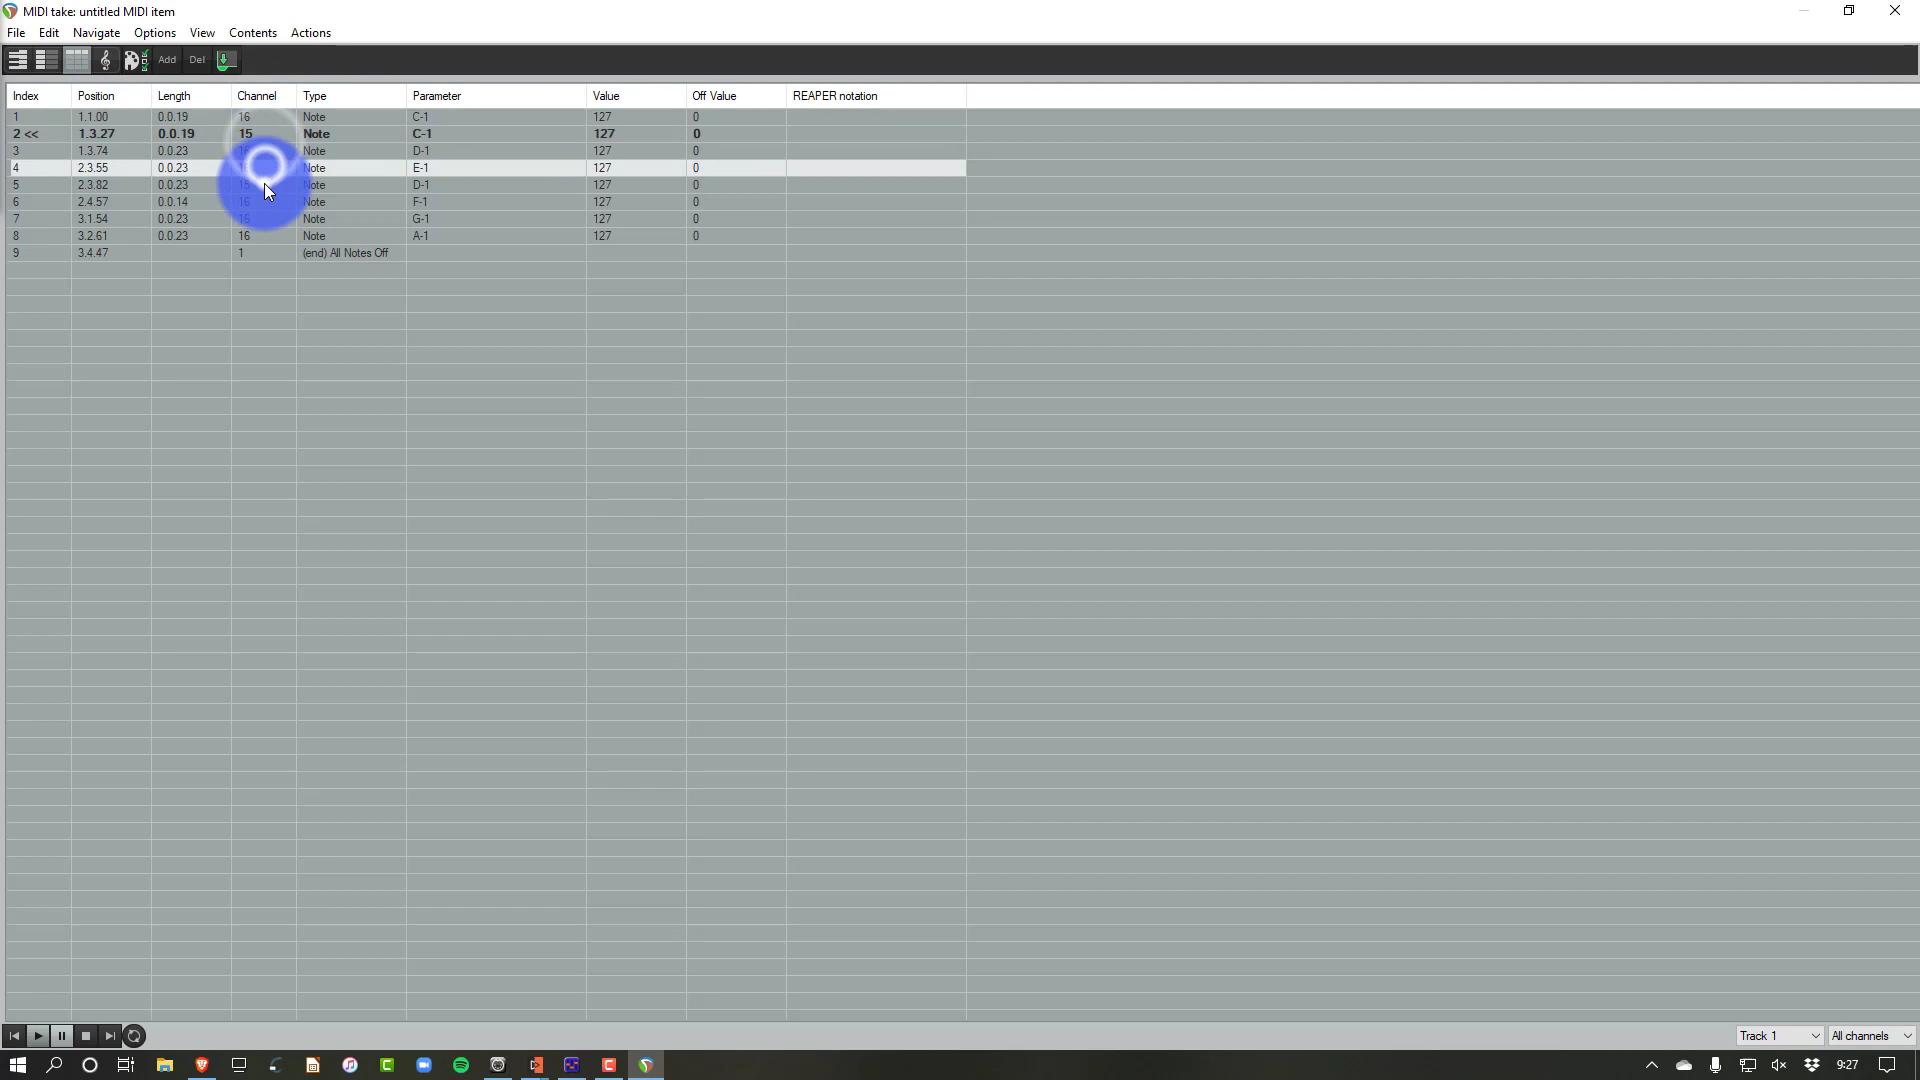 MIDI take: untitled MIDI item
File Edit Navigate Options View Contents Actions
Add Del
Index Position Length Channel Type Parameter Value Off Value REAPER notation
1 1.1.00 0.0.19 16 Note C-1 127 0
2 << 1.3.27 0.0.19 15 Note C-1 127 0
3 1.3.74 0.0.23 Note D-1 127 0
4 2.3.55 0.0.23 Note E-1 127 0
5 2.3.82 0.0.23 15 Note D-1 127 0
6 2.4.57 0.0.14 16 Note F-1 127 0
7 3.1.54 0.0.23 Note G-1 127 0
8 3.2.61 0.0.23 16 Note A-1 127 0
9 3.4.47 1 (end) All Notes Off
Track 1 All channels
9:27